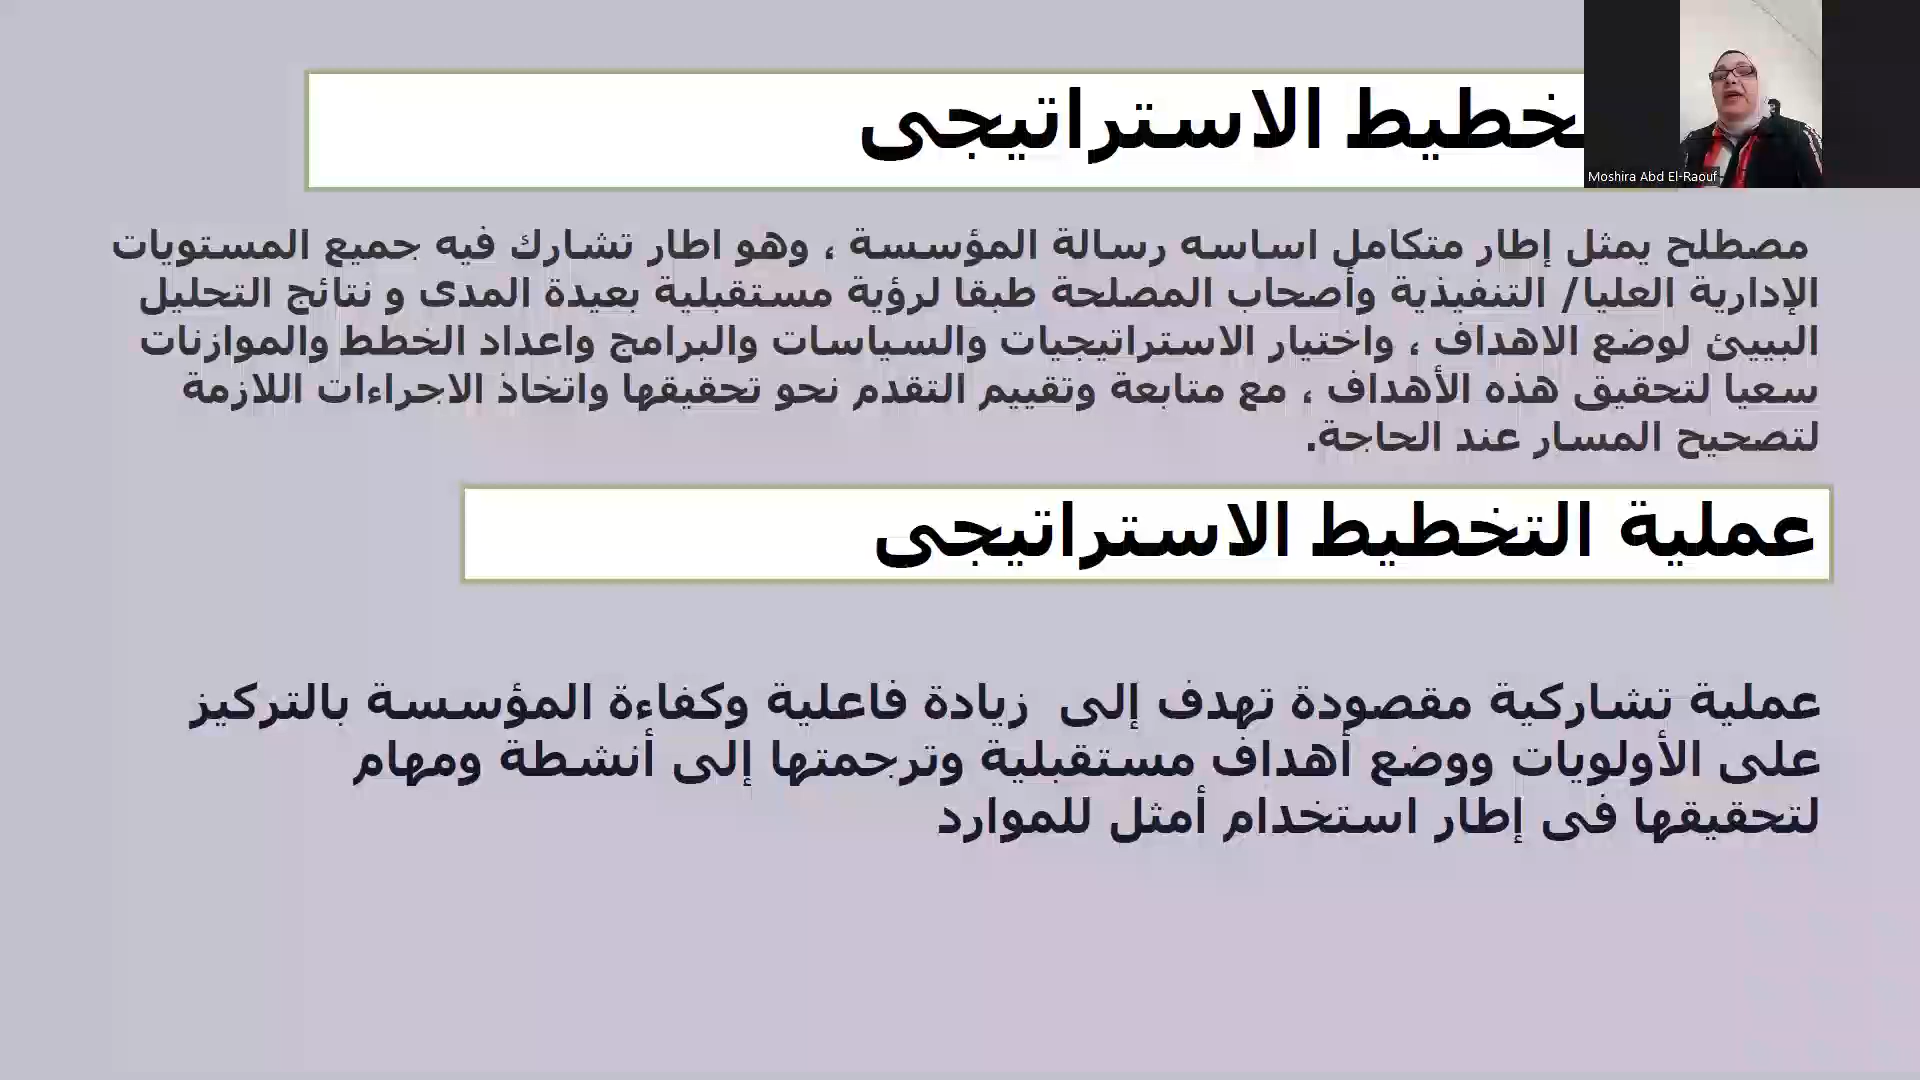 الاستراتيجى
مصطلح يمثل إطار متكامل اساسه رسالة المؤسسة ، وهو اطار تشارك فيه جميع المستويات
الإدارية العليا/ التنفيذية وأصحاب المصلحة طبقا لرؤية مستقبلية بعيدة المدى و نتائج التحليل
البييئ لوضع الاهداف ، واختيار الاستراتيجيات والسياسات والبرامج واعداد الخطط والموازنات
سعيا لتحقيق هذه الأهداف ، مع متابعة وتقييم التقدم نحو تحقيقها واتخاذ الاجراءات اللازمة
لتصحيح المسار عند الحاجة.
عملية التخطيط الاستراتيجى
عملية تشاركية مقصودة تهدف إلى زيادة فاعلية وكفاءة المؤسسة بالتركيز
على الأولويات ووضع أهداف مستقبلية وترجمتها إلى أنشطة ومهام
لتحقيقها فى إطار استخدام أمثل للموارد
Moshira Abd El-Raouf